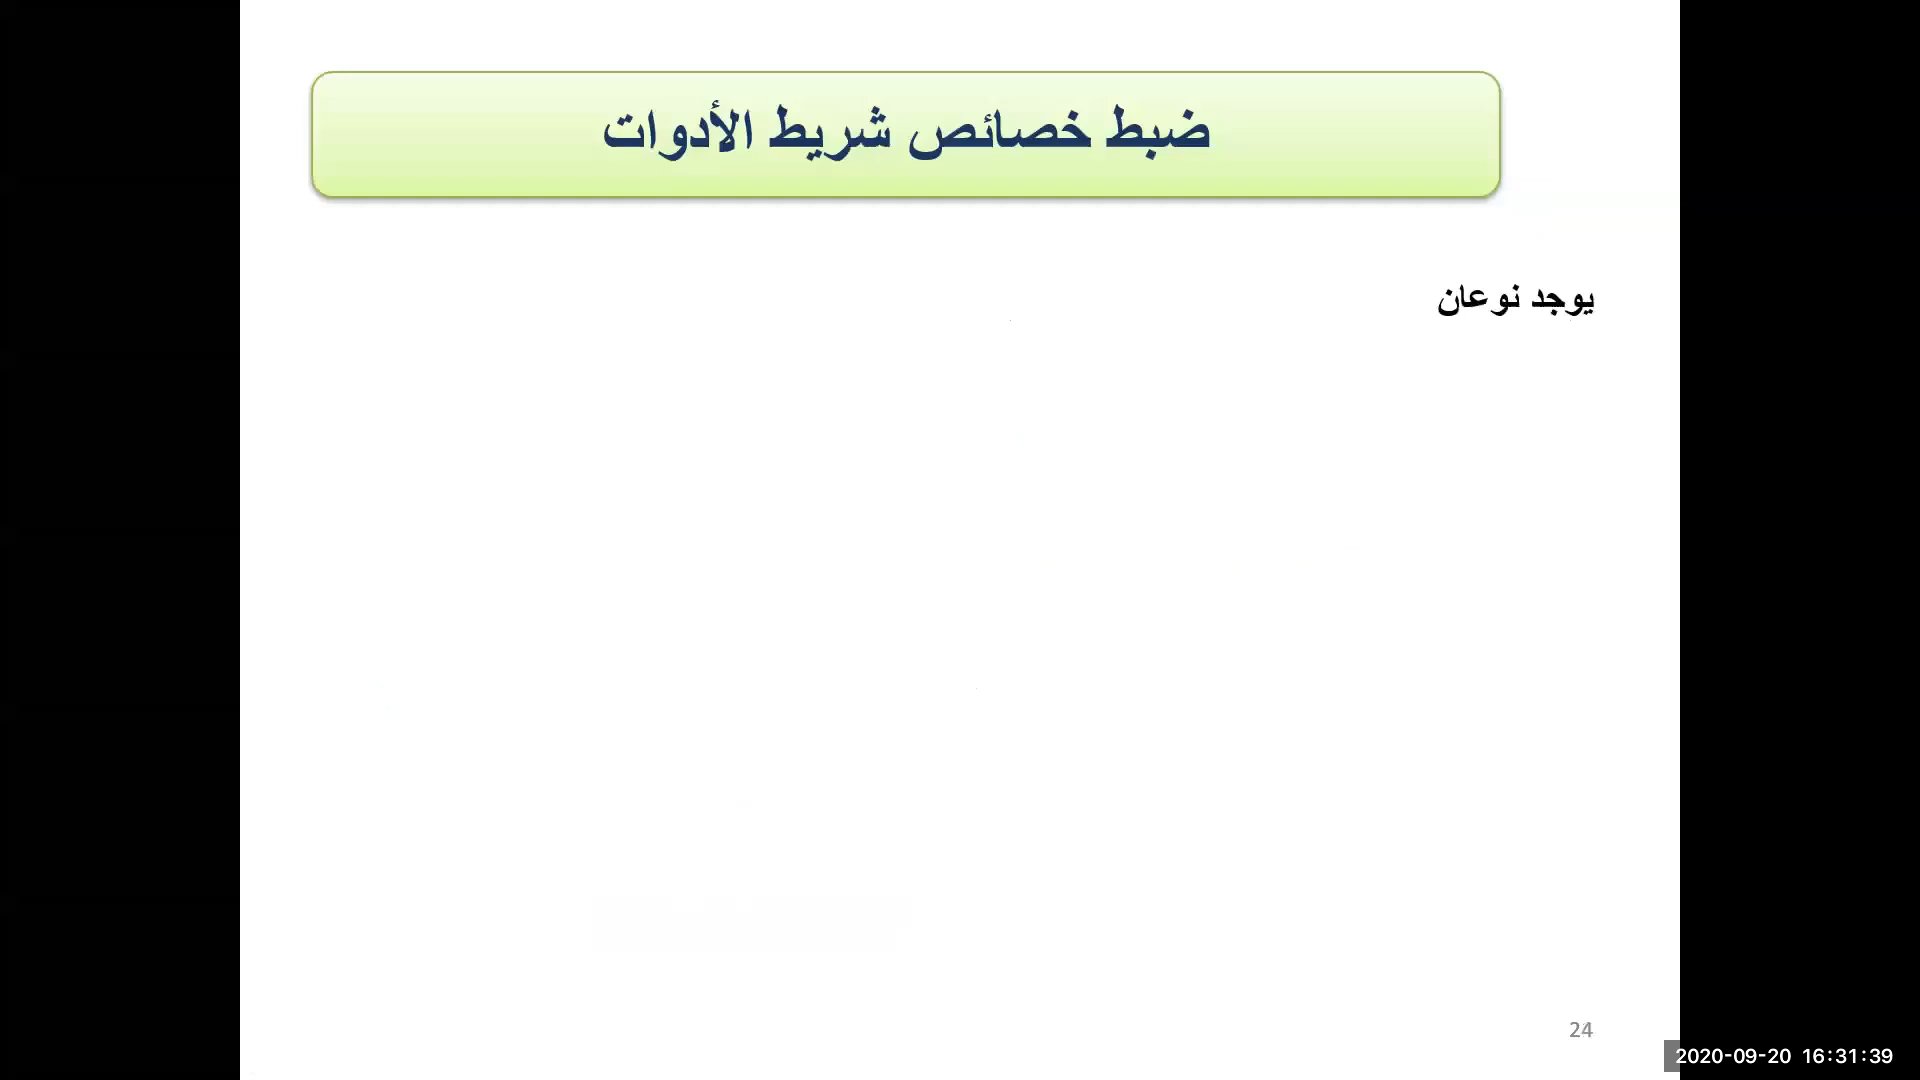 ضبط خصائص شريط الأدوات
يوجد نوعان
24
2020-09-20 16:31:39